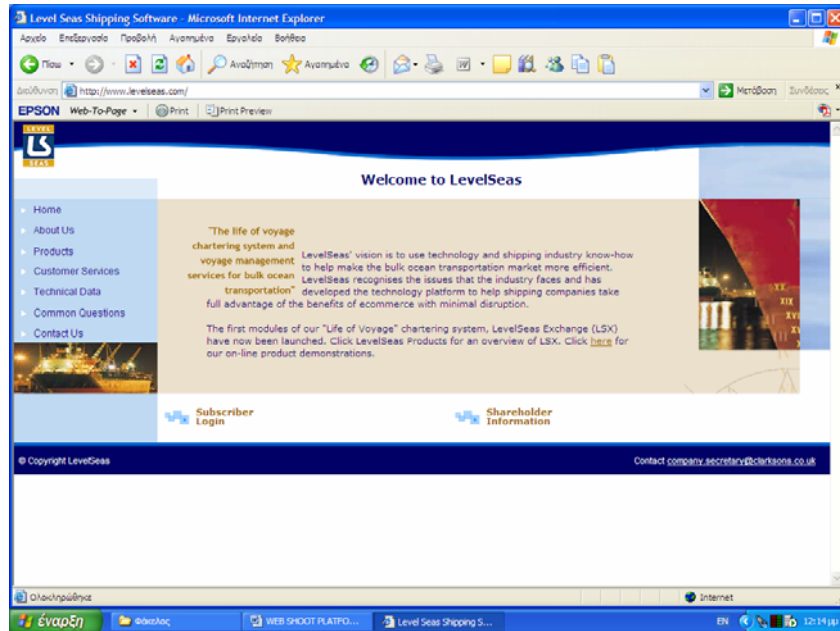 Level Seas Shipping Software - Microsoft Internet Explorer
Αρχείο Επεξεργασία Προβολή Αγαπημένα Εργαλεία Βοήθεια
Πίσω Αναζήτηση Αγαπημένα
Διεύθυνση http://www.levelseas.com/ Μετάβαση Συνδέσεις
EPSON Web-To-Page Print Print Preview
LEVEL
LS
SEAS
Welcome to LevelSeas
Home
About Us
Products
Customer Services
Technical Data
Common Questions
Contact Us
"The life of voyage
chartering system and
voyage management
services for bulk ocean
transportation"
LevelSeas' vision is to use technology and shipping industry know-how
to help make the bulk ocean transportation market more efficient.
LevelSeas recognises the issues that the industry faces and has
developed the technology platform to help shipping companies take
full advantage of the benefits of ecommerce with minimal disruption.
The first modules of our "Life of Voyage" chartering system, LevelSeas Exchange (LSX)
have now been launched. Click LevelSeas Products for an overview of LSX. Click here for
our on-line product demonstrations.
XX
XIX
XVI
Subscriber
Login
Shareholder
Information
© Copyright LevelSeas
Contact company.secretary@clarksons.co.uk
Ολοκληρώθηκε Internet
έναρξη Φάκελος WEB SHOOT PLATFO... Level Seas Shipping S... EN 12:14 μμ